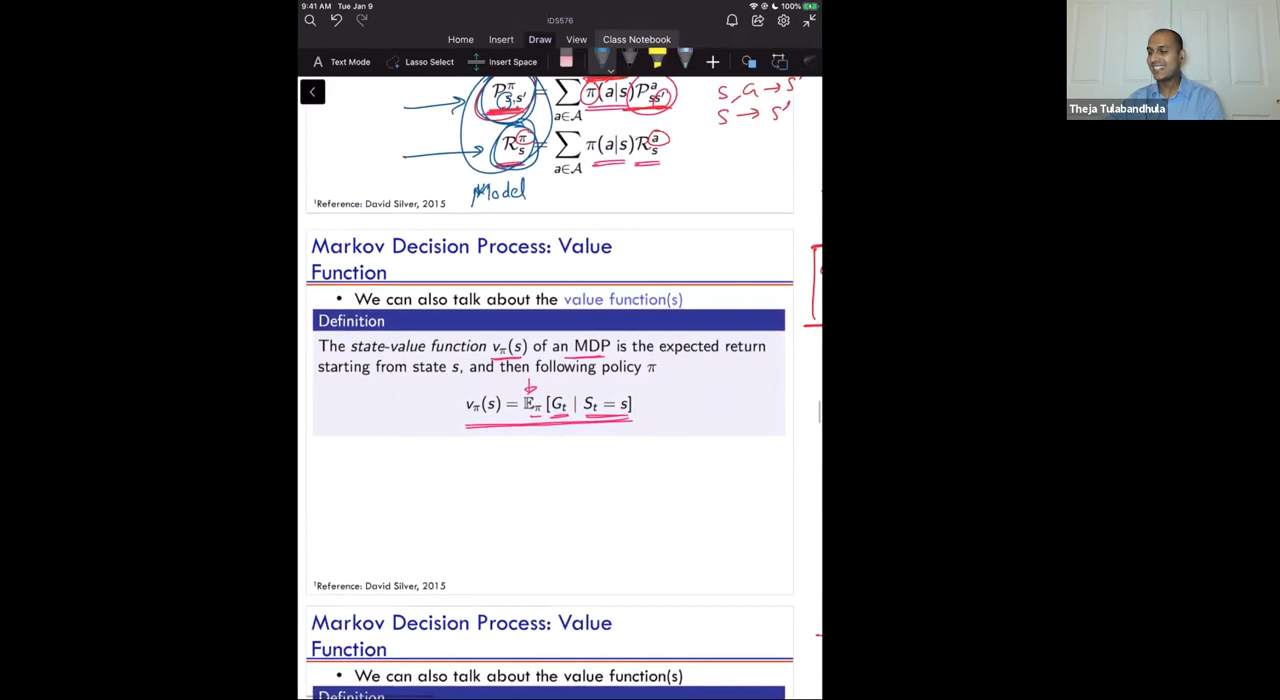 9:41 AM Tue Jan 9
100%
IDS576
Home Insert Draw View Class Notebook
Text Mode Lasso Select Insert Space
P^π_{s,s'} = ∑_{a∈A} π(a|s)P^a_{ss'}
s, a → s'
s → s'
R^π_s = ∑_{a∈A} π(a|s)R^a_s
Model
¹Reference: David Silver, 2015
Markov Decision Process: Value
Function
• We can also talk about the value function(s)
Definition
The state-value function v_π(s) of an MDP is the expected return
starting from state s, and then following policy π
v_π(s) = 𝔼_π [G_t | S_t = s]
¹Reference: David Silver, 2015
Markov Decision Process: Value
Function
• We can also talk about the value function(s)
Definition
Theja Tulabandhula